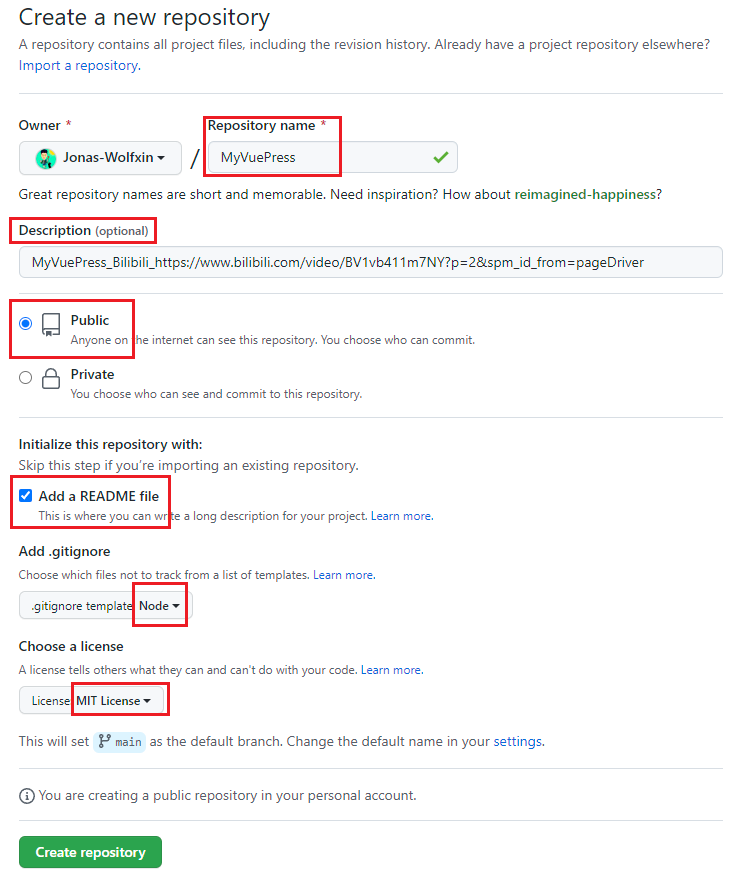 Create a new repository
A repository contains all project files, including the revision history. Already have a project repository elsewhere?
Import a repository.
Owner * Repository name *
Jonas-Wolfxin / MyVuePress
Great repository names are short and memorable. Need inspiration? How about reimagined-happiness?
Description (optional)
MyVuePress_Bilibili_https://www.bilibili.com/video/BV1vb411m7NY?p=2&spm_id_from=pageDriver
Public
Anyone on the internet can see this repository. You choose who can commit.
Private
You choose who can see and commit to this repository.
Initialize this repository with:
Skip this step if you're importing an existing repository.
Add a README file
This is where you can write a long description for your project. Learn more.
Add .gitignore
Choose which files not to track from a list of templates. Learn more.
.gitignore template Node
Choose a license
A license tells others what they can and can't do with your code. Learn more.
License MIT License
This will set main as the default branch. Change the default name in your settings.
You are creating a public repository in your personal account.
Create repository